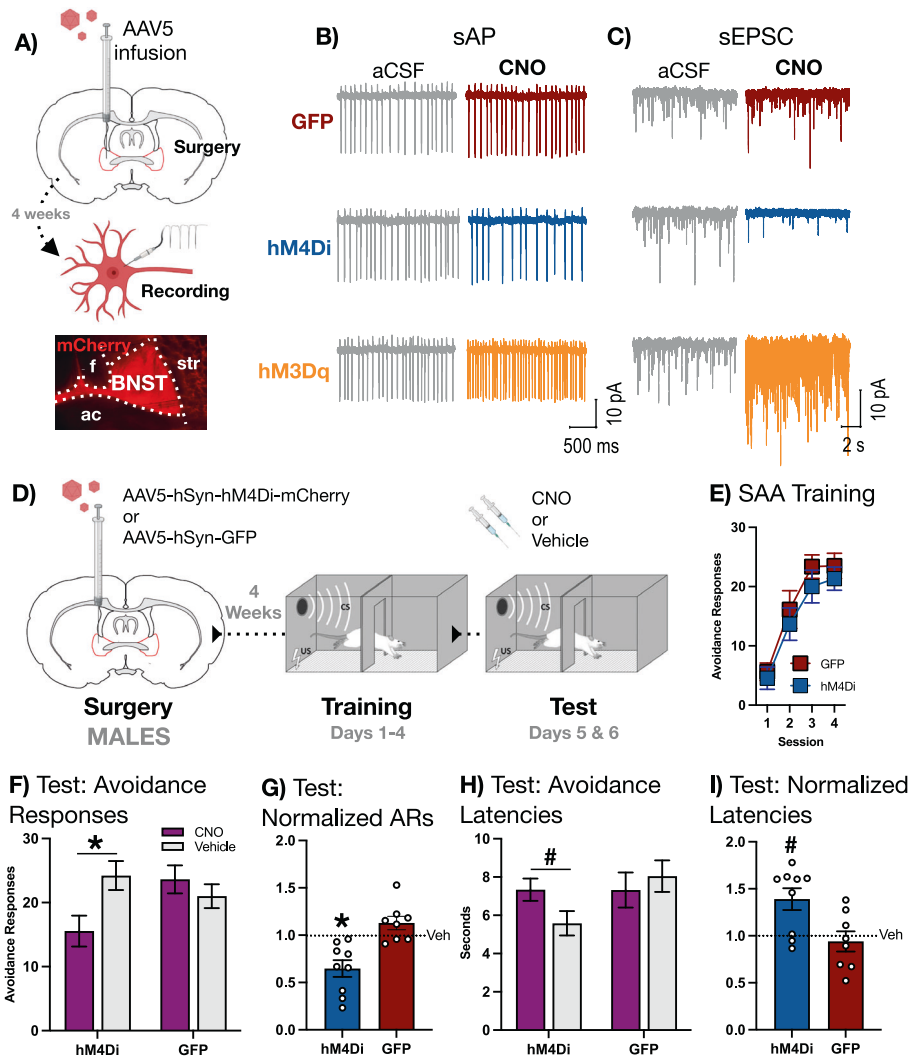 A)
AAV5
infusion
Surgery
4 weeks
Recording
mCherry
f
str
BNST
ac
B)
sAP
aCSF
CNO
GFP
hM4Di
hM3Dq
10 pA
500 ms
C)
sEPSC
aCSF
CNO
10 pA
2 s
D)
AAV5-hSyn-hM4Di-mCherry
or
AAV5-hSyn-GFP
CNO
or
Vehicle
4
Weeks
CS
US
CS
US
Surgery
MALES
Training
Days 1-4
Test
Days 5 & 6
E) SAA Training
Avoidance Responses
30
20
10
0
GFP
hM4Di
1 2 3 4
Session
F) Test: Avoidance
Responses
Avoidance Responses
30
20
10
0
CNO
Vehicle
*
hM4Di GFP
G) Test:
Normalized ARs
2.0
1.5
1.0
0.5
0.0
*
Veh
hM4Di GFP
H) Test: Avoidance
Latencies
Seconds
10
8
6
4
2
0
#
hM4Di GFP
I) Test: Normalized
Latencies
2.0
1.5
1.0
0.5
0.0
#
Veh
hM4Di GFP